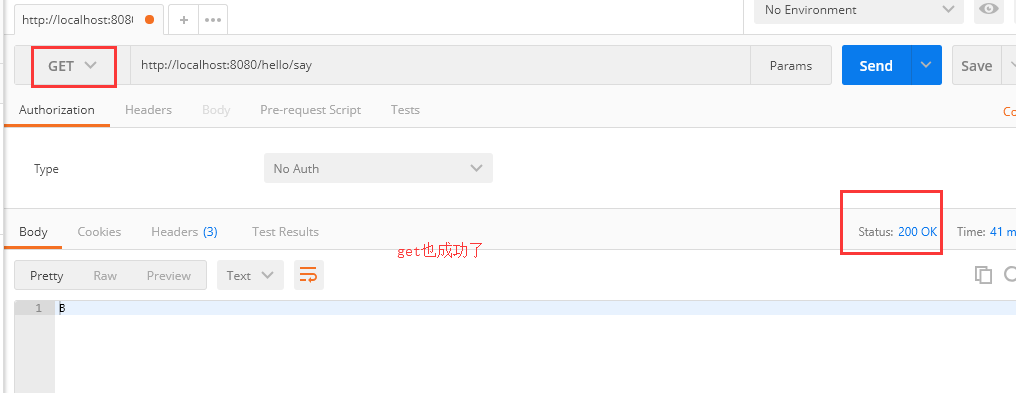 http://localhost:808
No Environment
GET
http://localhost:8080/hello/say
Params
Send
Save
Authorization
Headers
Body
Pre-request Script
Tests
Co
Type
No Auth
Body
Cookies
Headers (3)
Test Results
Status: 200 OK
Time: 41 m
get也成功了
Pretty
Raw
Preview
Text
1
B